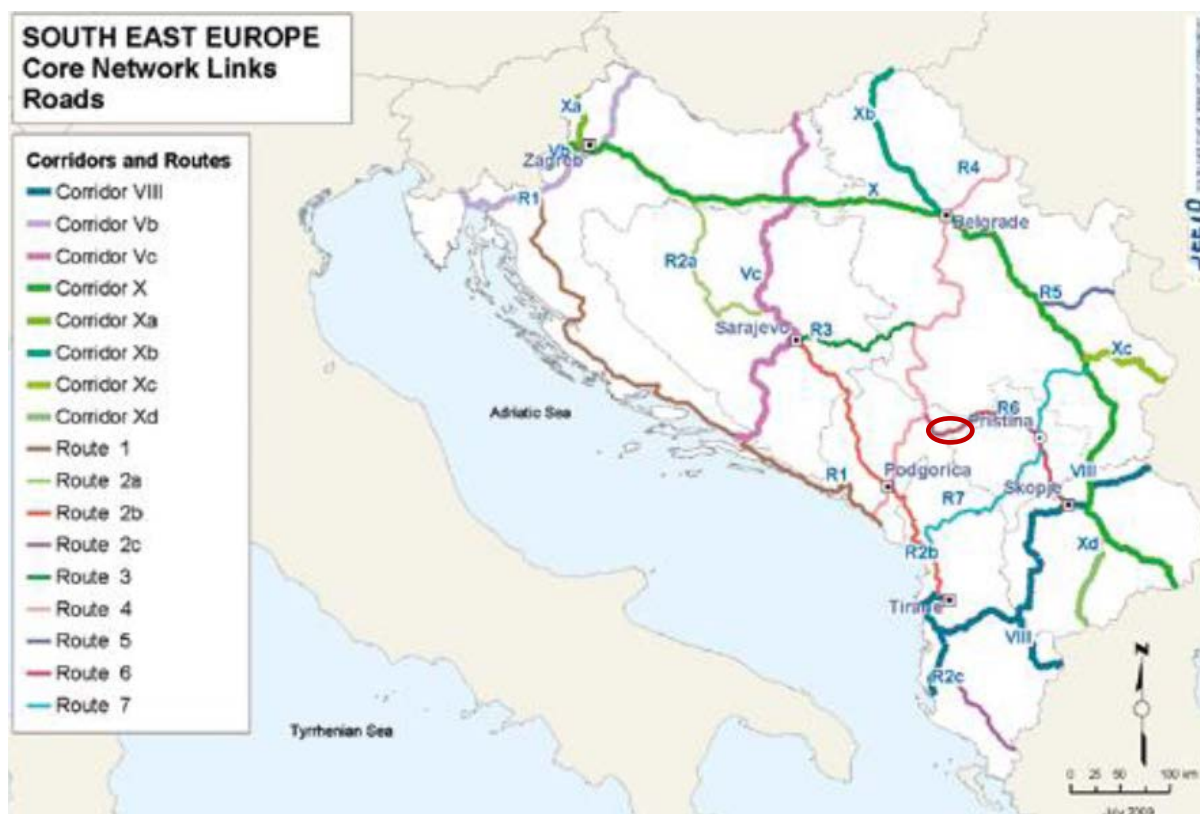 SOUTH EAST EUROPE
Core Network Links
Roads
Corridors and Routes
Corridor VIII
Corridor Vb
Corridor Vc
Corridor X
Corridor Xa
Corridor Xb
Corridor Xc
Corridor Xd
Route 1
Route 2a
Route 2b
Route 2c
Route 3
Route 4
Route 5
Route 6
Route 7
Xa
Xb
Vb
Zagreb
R4
R1
X
Belgrade
R2a
Vc
R5
Sarajevo
R3
Xc
Adriatic Sea
R6
Pristina
Podgorica
R1
VIII
Skopje
R7
Xd
R2b
Tirane
VIII
R2c
N
Tyrrhenian Sea
0 25 50 100 km
July 2009